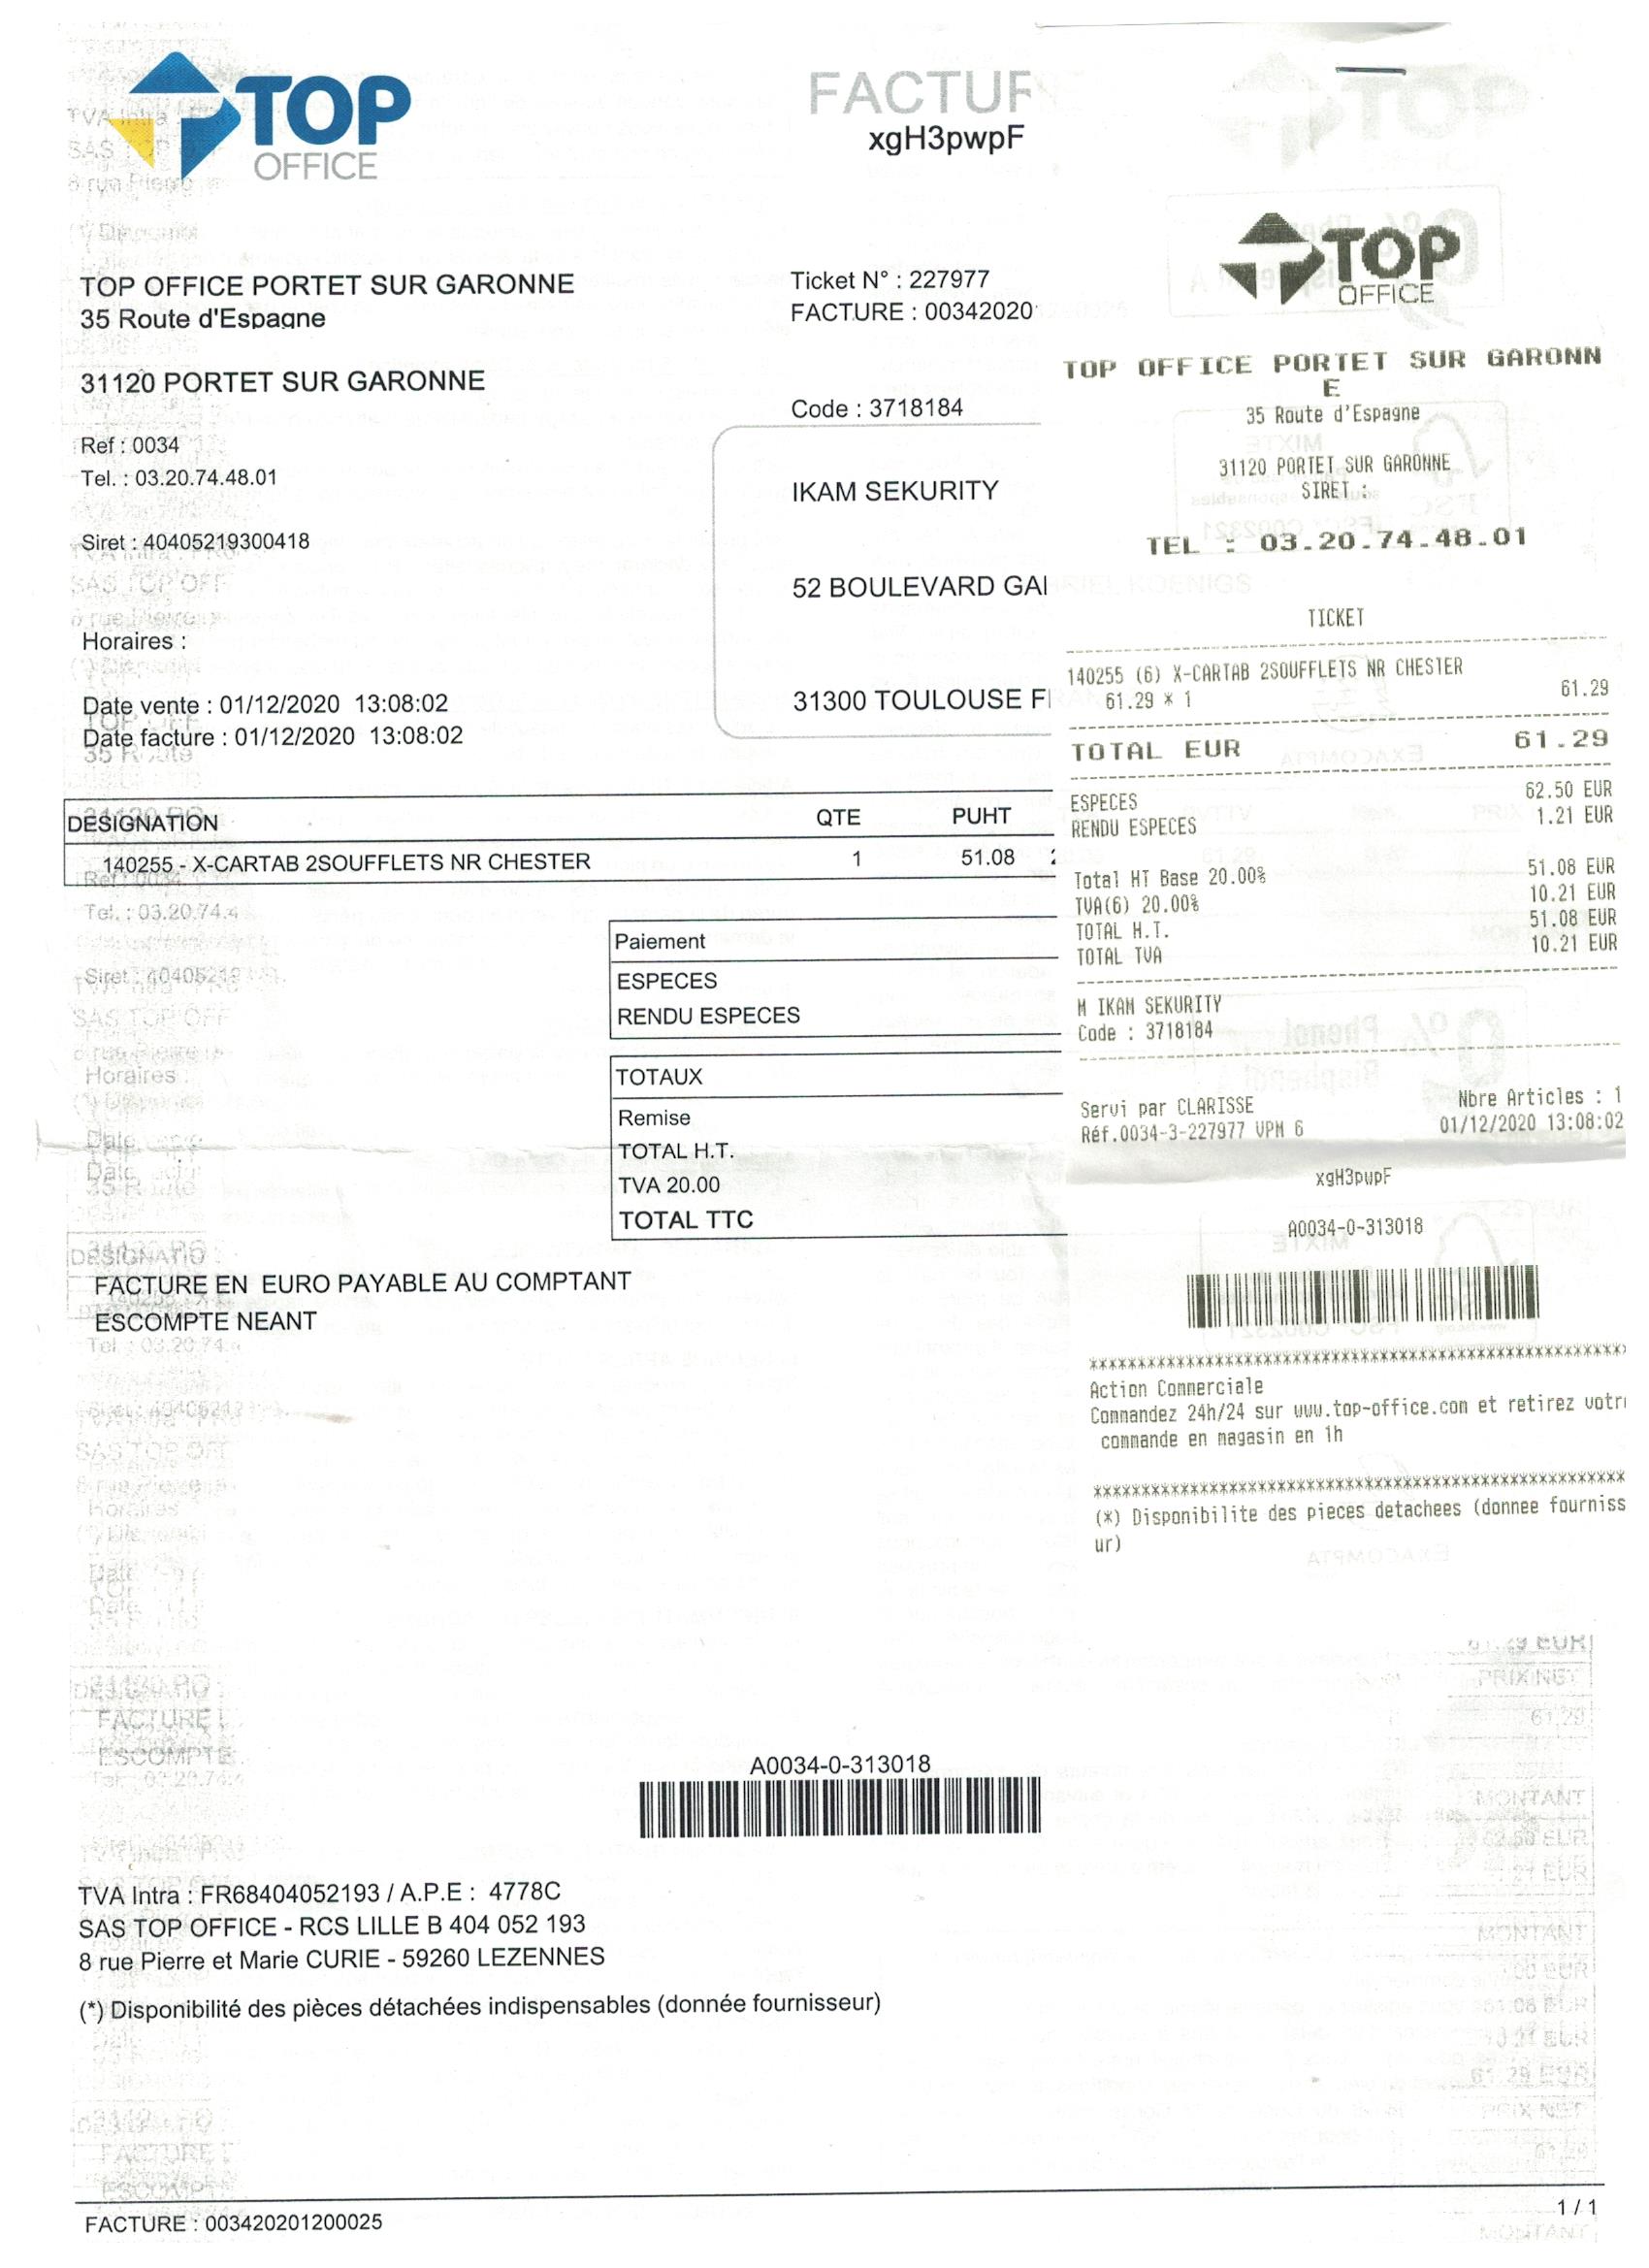 TOP
OFFICE
FACTUR
xgH3pwpF
TOP OFFICE PORTET SUR GARONNE
35 Route d'Espagne
31120 PORTET SUR GARONNE
Ref : 0034
Tel. : 03.20.74.48.01
Siret : 40405219300418
Horaires :
Date vente : 01/12/2020 13:08:02
Date facture : 01/12/2020 13:08:02
Ticket N° : 227977
FACTURE : 00342020
Code : 3718184
IKAM SEKURITY
52 BOULEVARD GA
31300 TOULOUSE F
DESIGNATION QTE PUHT
140255 - X-CARTAB 2SOUFFLETS NR CHESTER 1 51.08
Paiement
ESPECES
RENDU ESPECES
TOTAUX
Remise
TOTAL H.T.
TVA 20.00
TOTAL TTC
FACTURE EN EURO PAYABLE AU COMPTANT
ESCOMPTE NEANT
A0034-0-313018
TVA Intra : FR68404052193 / A.P.E : 4778C
SAS TOP OFFICE - RCS LILLE B 404 052 193
8 rue Pierre et Marie CURIE - 59260 LEZENNES
(*) Disponibilité des pièces détachées indispensables (donnée fournisseur)
FACTURE : 003420201200025
1 / 1
TOP
OFFICE
TOP OFFICE PORTET SUR GARONN
E
35 Route d'Espagne
31120 PORTET SUR GARONNE
SIRET :
TEL : 03.20.74.48.01
TICKET
140255 (6) X-CARTAB 2SOUFFLETS NR CHESTER
61.29 * 1 61.29
TOTAL EUR 61.29
ESPECES 62.50 EUR
RENDU ESPECES 1.21 EUR
Total HT Base 20.00% 51.08 EUR
TVA(6) 20.00% 10.21 EUR
TOTAL H.T. 51.08 EUR
TOTAL TVA 10.21 EUR
M IKAM SEKURITY
Code : 3718184
Servi par CLARISSE Nbre Articles : 1
Réf.0034-3-227977 VPM 6 01/12/2020 13:08:02
xgH3pwpF
A0034-0-313018
*****************************************************
Action Commerciale
Commandez 24h/24 sur www.top-office.com et retirez votr
commande en magasin en 1h
*****************************************************
(*) Disponibilite des pieces detachees (donnee fourniss
ur)